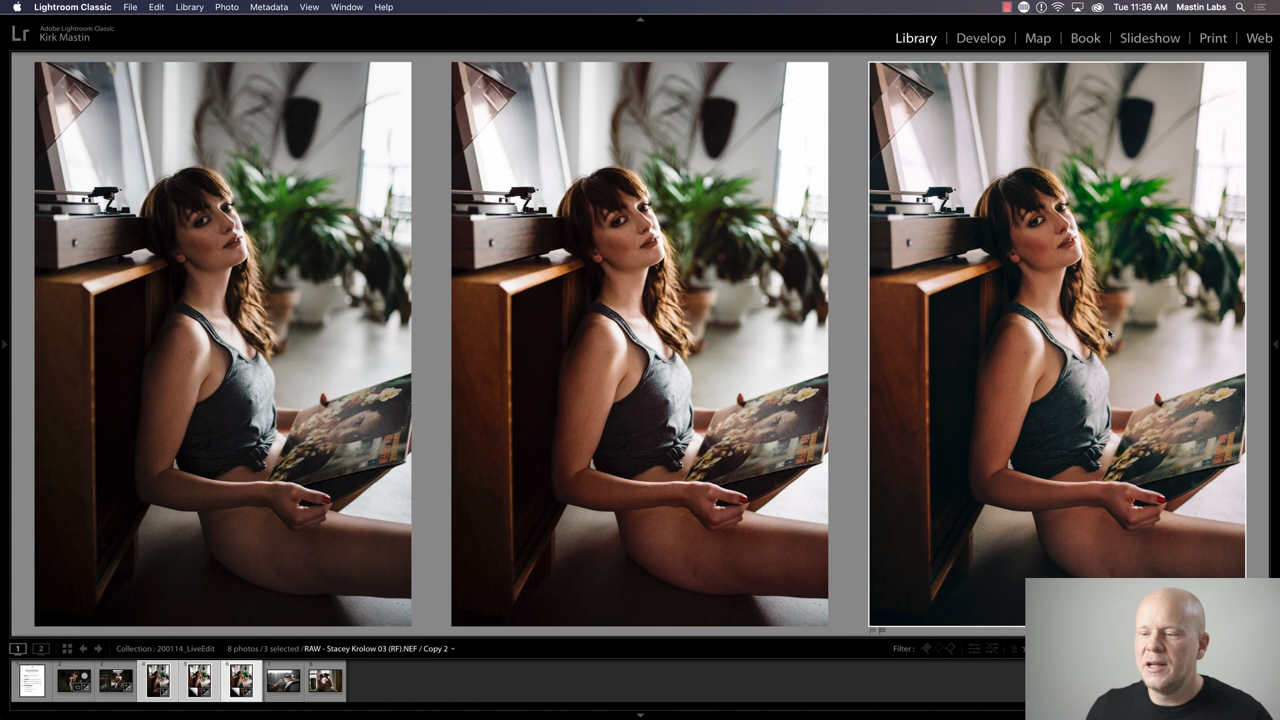 Lightroom Classic File Edit Library Photo Metadata View Window Help Tue 11:36 AM Mastin Labs
Lr Adobe Lightroom Classic
Kirk Mastin
Library | Develop | Map | Book | Slideshow | Print | Web
1 2 Collection : 200114_LiveEdit 8 photos / 3 selected / RAW - Stacey Krolow 03 (RF).NEF / Copy 2 Filter :